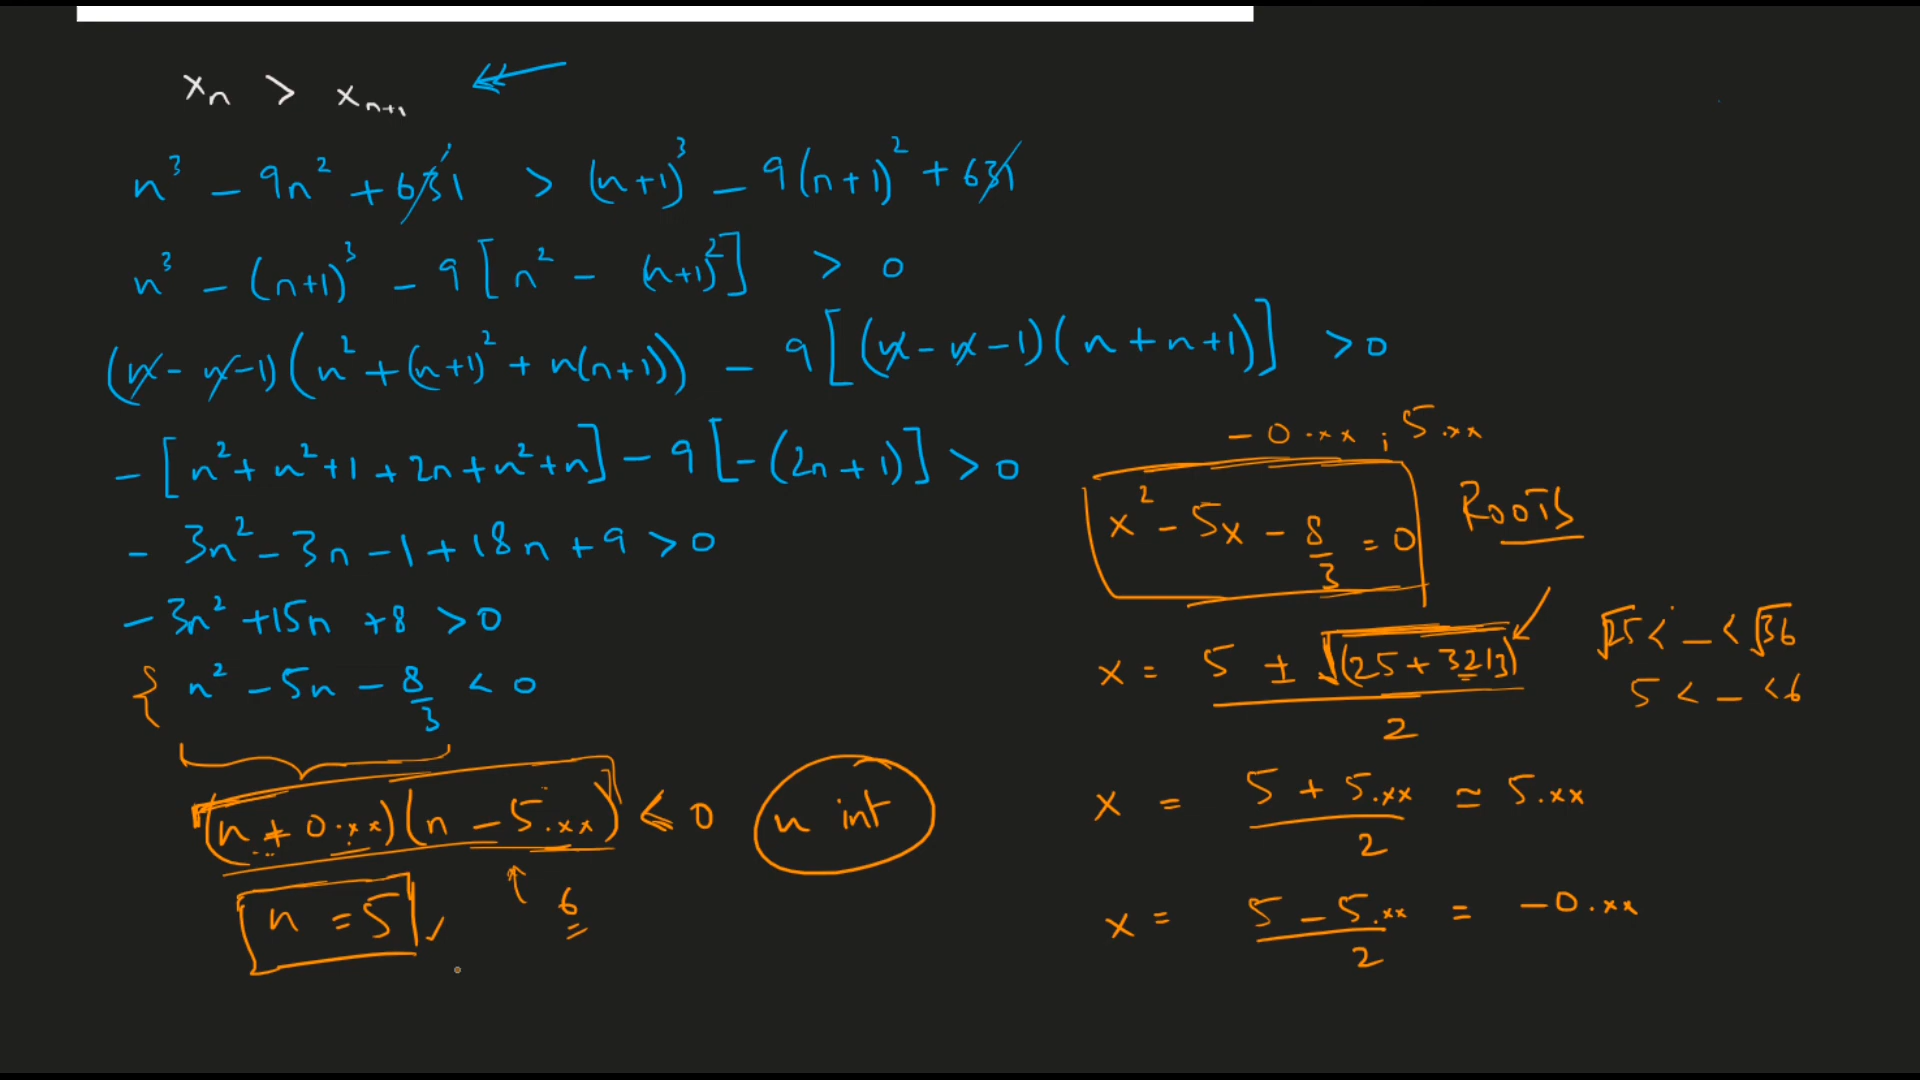 xₙ > xₙ₊₁
n³ - 9n² + 631 > (n+1)³ - 9(n+1)² + 631
n³ - (n+1)³ - 9[n² - (n+1)²] > 0
(n - n - 1)(n² + (n+1)² + n(n+1)) - 9[(n - n - 1)(n + n + 1)] > 0
- [n² + n² + 1 + 2n + n² + n] - 9[-(2n + 1)] > 0
- 3n² - 3n - 1 + 18n + 9 > 0
- 3n² + 15n + 8 > 0
{ n² - 5n - 8/3 < 0
(n + 0.xx)(n - 5.xx) ≤ 0
n int
n = 5
6
- 0.xx ; 5.xx
x² - 5x - 8/3 = 0
ROOTS
x = (5 ± √(25 + 32/3))/2
√25 < _ < √36
5 < _ < 6
x = (5 + 5.xx)/2 ≃ 5.xx
x = (5 - 5.xx)/2 = -0.xx